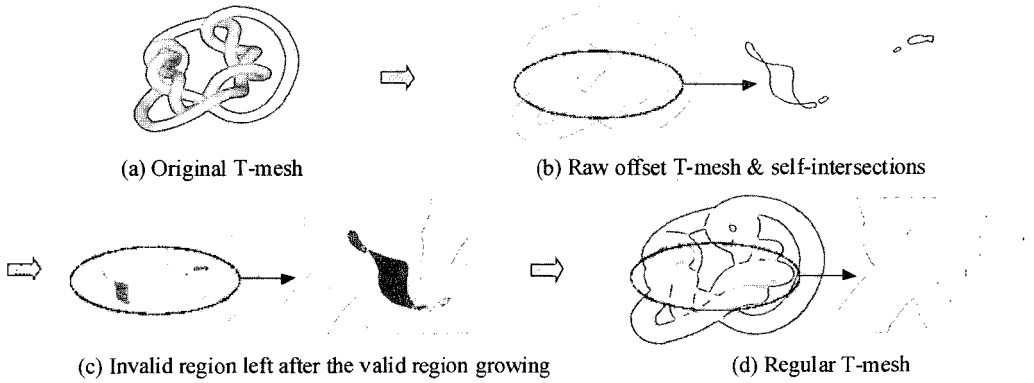 (a) Original T-mesh
(b) Raw offset T-mesh & self-intersections
(c) Invalid region left after the valid region growing
(d) Regular T-mesh